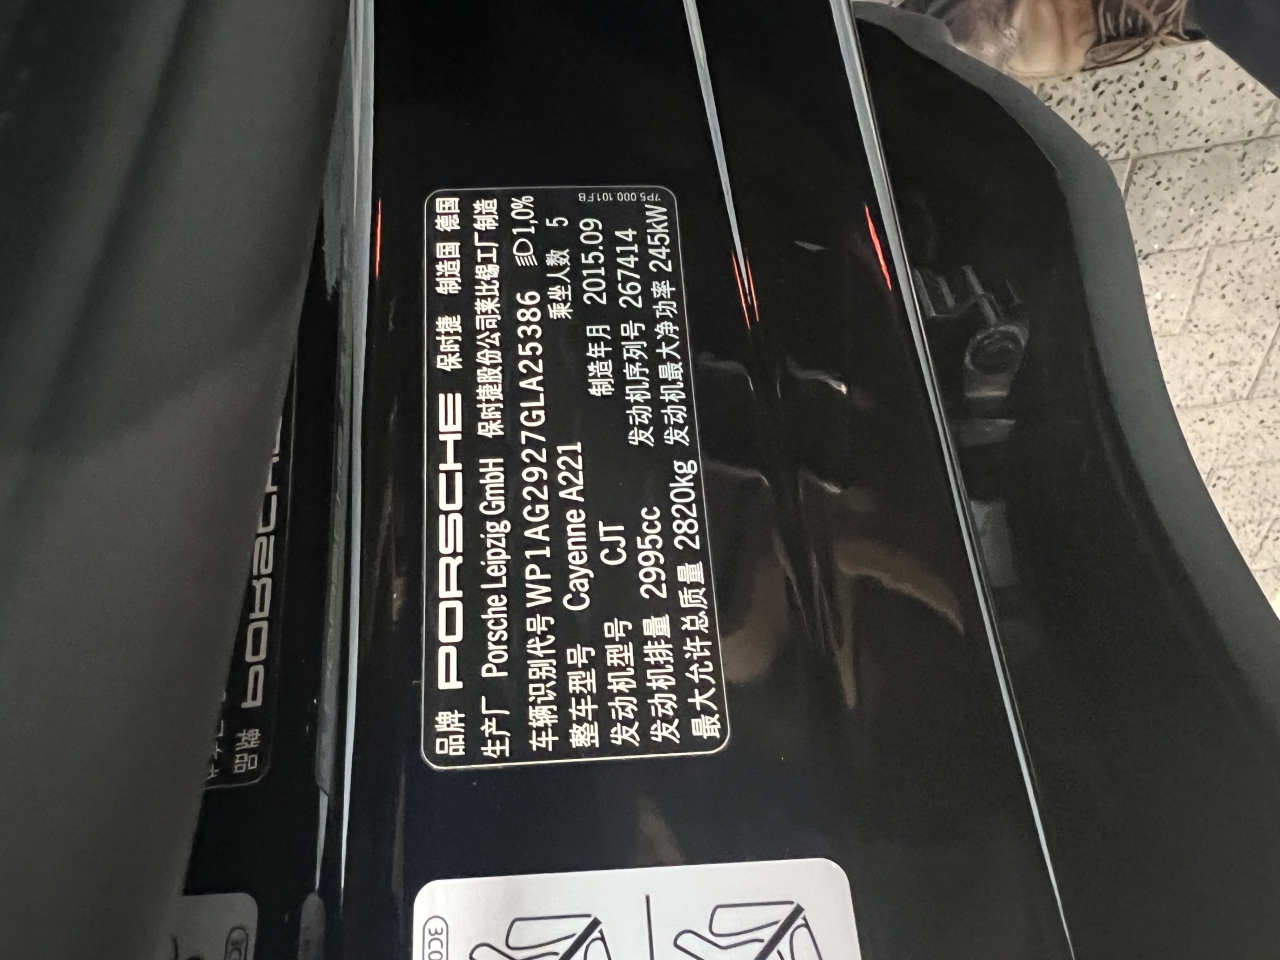 7P5.000.101.FB
品牌 PORSCHE 保时捷 制造国 德国
生产厂 Porsche Leipzig GmbH 保时捷股份公司莱比锡工厂制造
车辆识别代号 WP1AG2927GLA25386 1,0%
整车型号 Cayenne A221 乘坐人数 5
发动机型号 CJT 制造年月 2015.09
发动机排量 2995cc 发动机序列号 267414
最大允许总质量 2820kg 发动机最大净功率 245kW